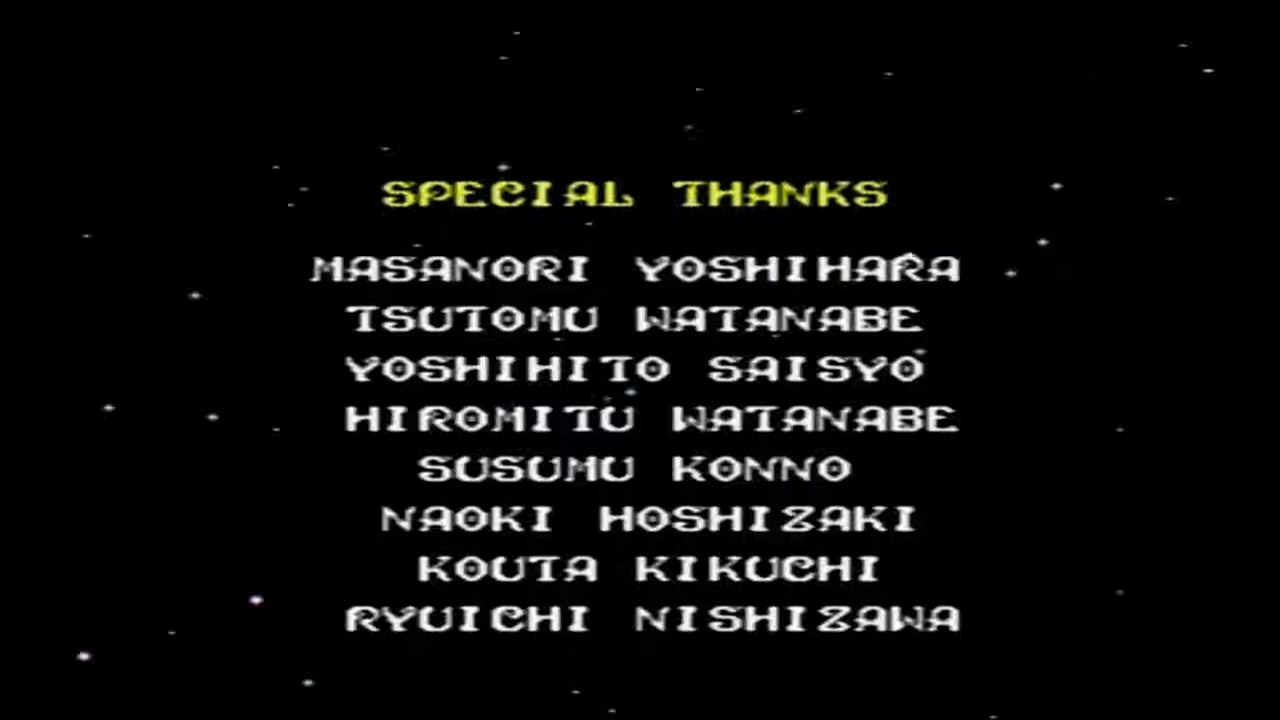 SPECIAL THANKS
MASANORI YOSHIHARA
TSUTOMU WATANABE
YOSHIHITO SAISYO
HIROMITU WATANABE
SUSUMU KONNO
NAOKI HOSHIZAKI
KOUTA KIKUCHI
RYUICHI NISHIZAWA